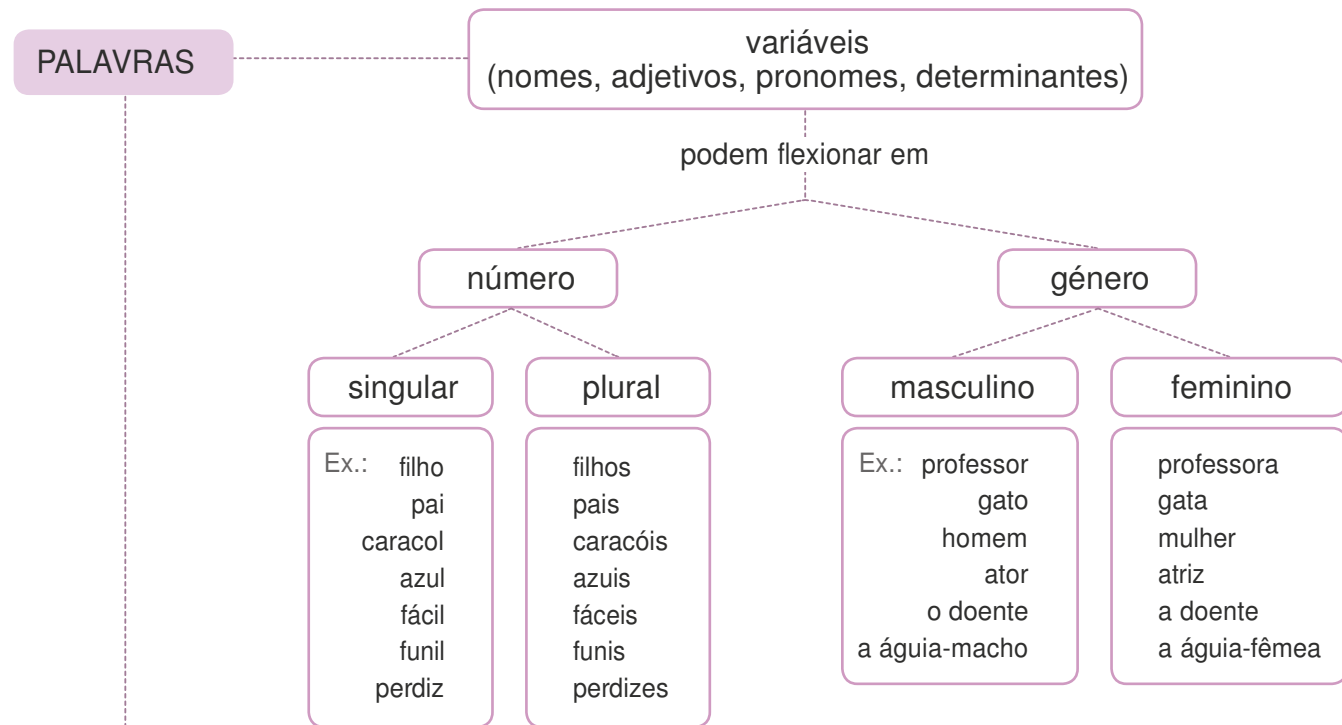 PALAVRAS
variáveis
(nomes, adjetivos, pronomes, determinantes)
podem flexionar em
número
género
singular
plural
masculino
feminino
Ex.: filho
pai
caracol
azul
fácil
funil
perdiz
filhos
pais
caracóis
azuis
fáceis
funis
perdizes
Ex.: professor
gato
homem
ator
o doente
a águia-macho
professora
gata
mulher
atriz
a doente
a águia-fêmea